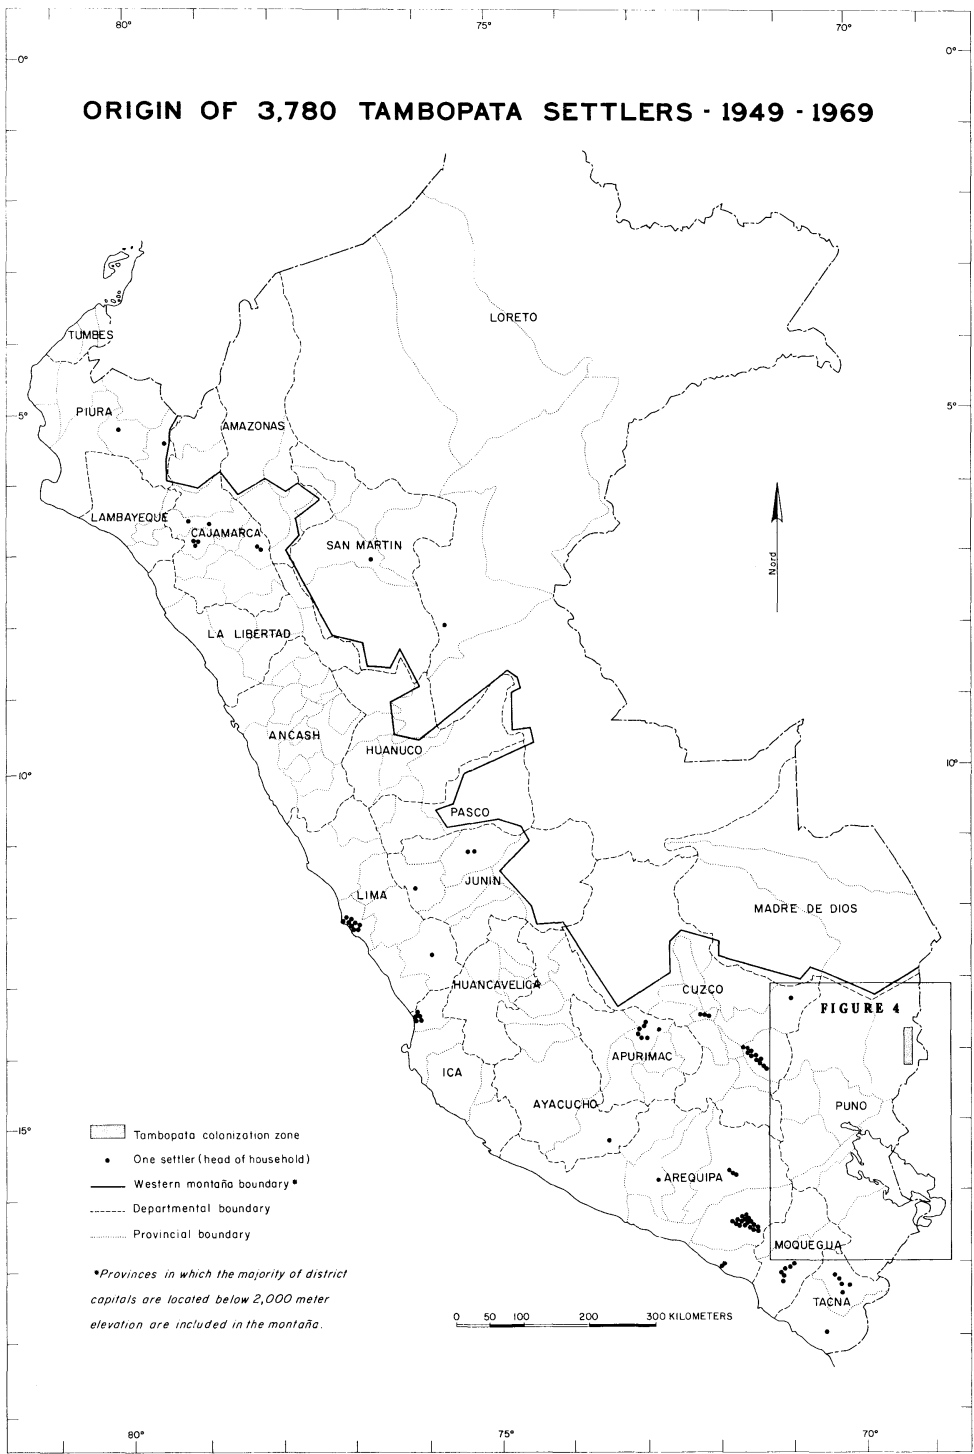 80° 75° 70°
0° 0°
ORIGIN OF 3,780 TAMBOPATA SETTLERS - 1949 - 1969
LORETO
TUMBES
PIURA
5° 5°
AMAZONAS
LAMBAYEQUE
CAJAMARCA
SAN MARTIN
Nord
LA LIBERTAD
ANCASH
HUANUCO
10° 10°
PASCO
JUNIN
LIMA
MADRE DE DIOS
HUANCAVELICA
CUZCO
FIGURE 4
APURIMAC
ICA
AYACUCHO
PUNO
15°
Tambopata colonization zone
One settler (head of household)
Western montaña boundary*
Departmental boundary
Provincial boundary
AREQUIPA
MOQUEGUA
TACNA
*Provinces in which the majority of district
capitals are located below 2,000 meter
elevation are included in the montaña.
0 50 100 200 300 KILOMETERS
80° 75° 70°